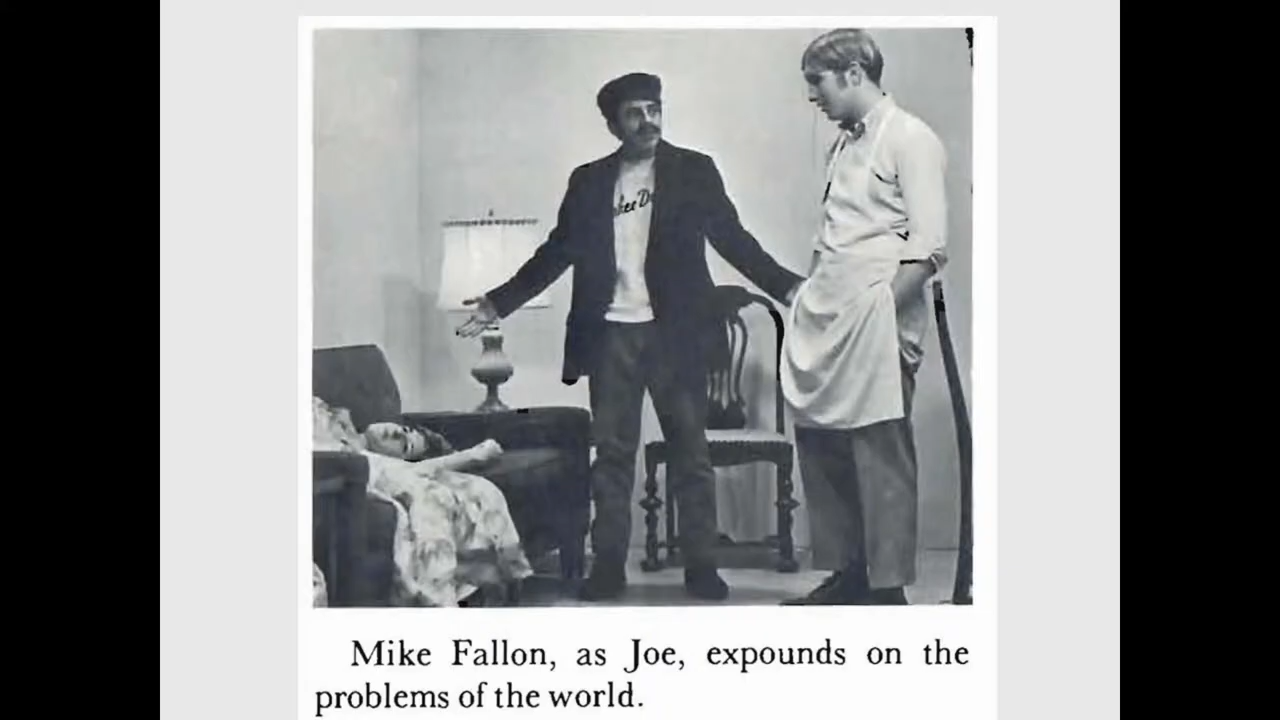 Mike Fallon, as Joe, expounds on the
problems of the world.